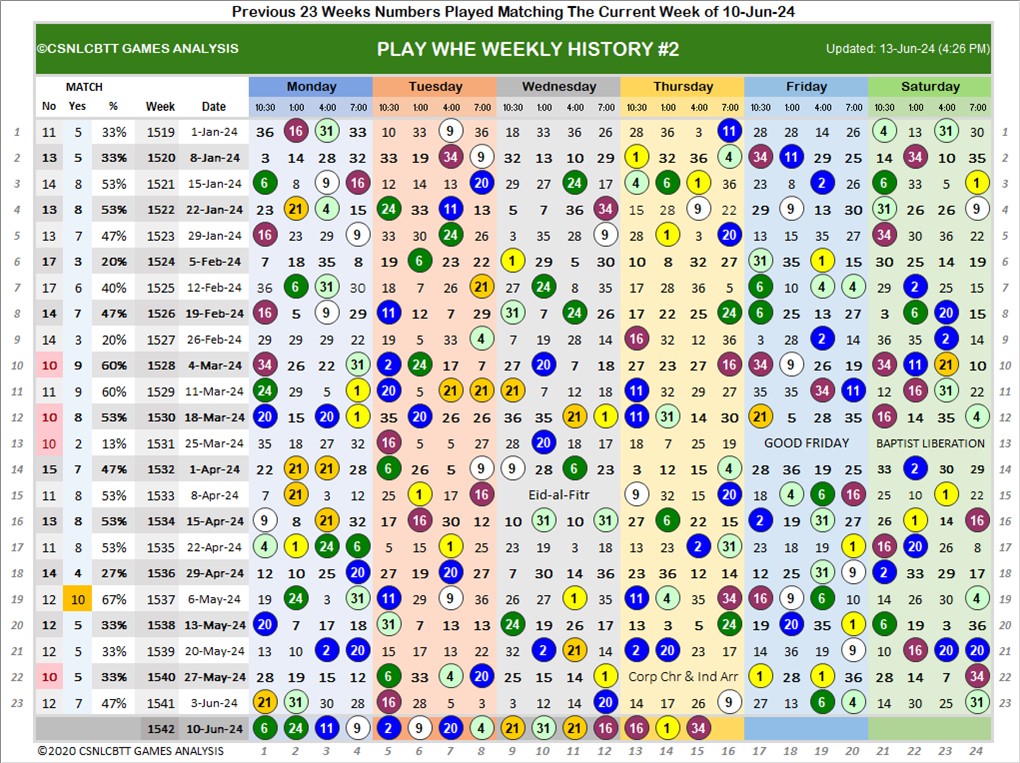 Previous 23 Weeks Numbers Played Matching The Current Week of 10-Jun-24
©CSNLCBTT GAMES ANALYSIS PLAY WHE WEEKLY HISTORY #2 Updated: 13-Jun-24 (4:26 PM)
MATCH Monday Tuesday Wednesday Thursday Friday Saturday
No Yes % Week Date 10:30 1:00 4:00 7:00 10:30 1:00 4:00 7:00 10:30 1:00 4:00 7:00 10:30 1:00 4:00 7:00 10:30 1:00 4:00 7:00 10:30 1:00 4:00 7:00
1 11 5 33% 1519 1-Jan-24 36 16 31 33 10 33 9 36 18 33 36 26 28 36 3 11 28 28 14 26 4 13 31 30 1
2 13 5 33% 1520 8-Jan-24 3 14 28 32 33 19 34 9 32 13 10 29 1 32 36 4 34 11 29 25 14 34 10 35 2
3 14 8 53% 1521 15-Jan-24 6 8 9 16 12 14 13 20 29 27 24 17 4 6 1 36 23 8 2 26 6 33 5 1 3
4 13 8 53% 1522 22-Jan-24 23 21 4 15 24 33 11 13 5 7 36 34 15 28 9 22 29 9 13 30 31 26 26 9 4
5 13 7 47% 1523 29-Jan-24 16 23 29 9 33 30 24 26 3 35 28 9 28 1 3 20 13 15 35 27 34 30 36 22 5
6 17 3 20% 1524 5-Feb-24 7 18 35 8 19 6 23 22 1 29 5 30 10 8 32 27 31 35 1 15 30 25 14 19 6
7 17 6 40% 1525 12-Feb-24 36 6 31 30 18 7 26 21 27 24 8 35 17 28 36 5 6 10 4 4 29 2 25 15 7
8 14 7 47% 1526 19-Feb-24 16 5 9 29 11 12 7 29 31 7 24 26 17 22 25 24 6 25 13 27 3 6 20 15 8
9 14 3 20% 1527 26-Feb-24 29 29 29 22 19 5 33 4 7 19 28 14 16 32 12 36 3 28 2 14 36 35 2 14 9
10 10 9 60% 1528 4-Mar-24 34 26 22 31 2 24 17 7 27 20 7 18 27 23 27 16 34 9 26 19 34 11 21 10 10
11 11 9 60% 1529 11-Mar-24 24 29 5 1 20 5 21 21 21 7 12 18 11 32 29 27 35 35 34 11 12 16 31 22 11
12 10 8 53% 1530 18-Mar-24 20 15 20 1 35 20 26 26 36 35 21 1 11 31 14 30 21 5 28 35 16 14 35 4 12
13 10 2 13% 1531 25-Mar-24 35 18 27 32 16 5 5 27 28 20 18 17 18 7 25 19 GOOD FRIDAY BAPTIST LIBERATION 13
14 15 7 47% 1532 1-Apr-24 22 21 21 28 6 26 5 9 9 28 6 23 3 12 15 4 28 36 19 25 33 2 30 29 14
15 11 8 53% 1533 8-Apr-24 7 21 3 12 25 1 17 16 Eid-al-Fitr 9 32 15 20 18 4 6 16 25 10 1 22 15
16 13 8 53% 1534 15-Apr-24 9 8 21 32 17 16 30 12 10 31 10 31 27 6 22 15 2 19 31 27 26 1 14 16 16
17 11 8 53% 1535 22-Apr-24 4 1 24 6 5 15 1 25 23 19 3 18 13 23 2 31 23 18 19 1 16 20 26 8 17
18 14 4 27% 1536 29-Apr-24 12 10 25 20 27 19 20 27 7 30 14 36 23 36 12 14 12 25 31 9 2 33 29 17 18
19 12 10 67% 1537 6-May-24 19 24 3 31 11 29 9 36 26 27 1 35 11 4 35 34 16 9 6 10 14 26 30 4 19
20 12 5 33% 1538 13-May-24 20 7 17 18 31 7 13 13 24 19 26 17 13 3 5 24 19 20 35 1 6 19 3 36 20
21 12 5 33% 1539 20-May-24 13 10 2 20 15 17 13 22 32 2 21 14 2 20 23 17 14 36 19 9 10 16 20 20 21
22 10 5 33% 1540 27-May-24 28 19 15 12 6 33 4 20 25 15 14 1 Corp Chr & Ind Arr 1 28 1 36 28 14 7 34 22
23 12 7 47% 1541 3-Jun-24 21 31 30 28 16 28 5 3 3 12 14 20 14 17 26 9 27 13 6 4 14 30 25 31 23
1542 10-Jun-24 6 24 11 9 2 9 20 4 21 31 21 16 16 1 34
©2020 CSNLCBTT GAMES ANALYSIS 1 2 3 4 5 6 7 8 9 10 11 12 13 14 15 16 17 18 19 20 21 22 23 24